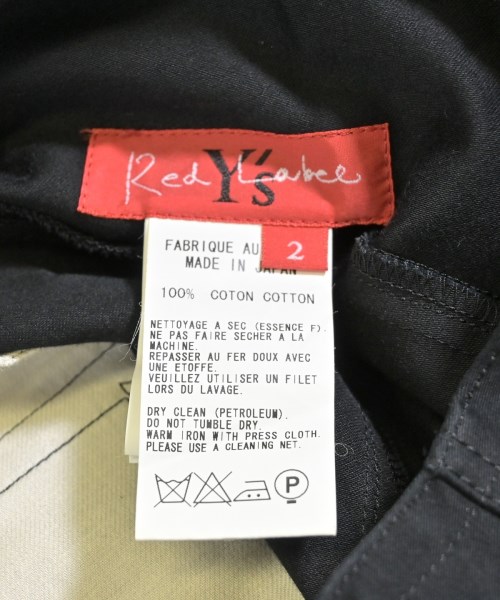 Red Label
Y's
2
FABRIQUE AU
MADE IN JAPAN
100% COTON COTTON
NETTOYAGE A SEC (ESSENCE F).
NE PAS FAIRE SECHER A LA
MACHINE.
REPASSER AU FER DOUX AVEC
UNE ETOFFE.
VEUILLEZ UTILISER UN FILET
LORS DU LAVAGE.
DRY CLEAN (PETROLEUM).
DO NOT TUMBLE DRY.
WARM IRON WITH PRESS CLOTH.
PLEASE USE A CLEANING NET.
P